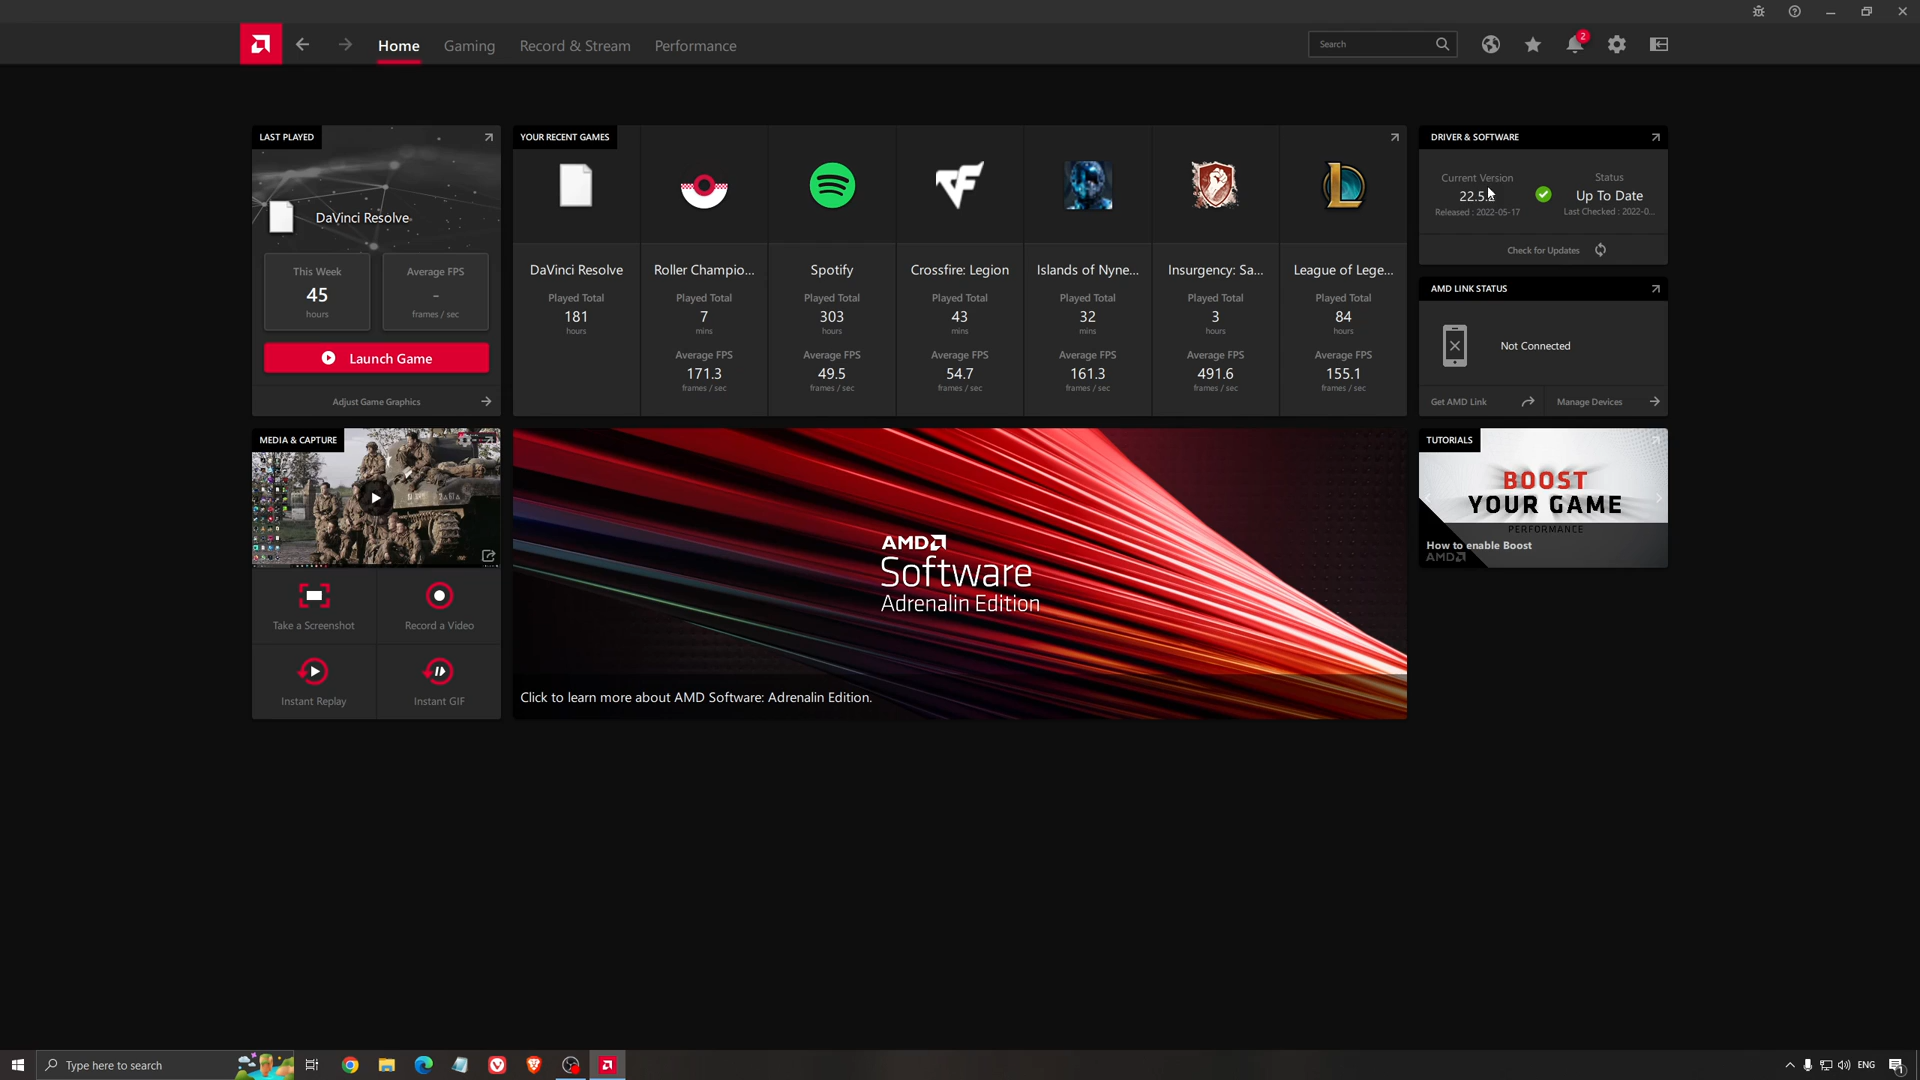 Home
Gaming
Record & Stream
Performance
Search
2
LAST PLAYED
DaVinci Resolve
This Week
45
hours
Average FPS
–
frames / sec
Launch Game
Adjust Game Graphics
YOUR RECENT GAMES
DaVinci Resolve
Played Total
181
hours
Roller Champio...
Played Total
7
mins
Average FPS
171.3
frames / sec
Spotify
Played Total
303
hours
Average FPS
49.5
frames / sec
Crossfire: Legion
Played Total
43
mins
Average FPS
54.7
frames / sec
Islands of Nyne...
Played Total
32
mins
Average FPS
161.3
frames / sec
Insurgency: Sa...
Played Total
3
hours
Average FPS
491.6
frames / sec
League of Lege...
Played Total
84
hours
Average FPS
155.1
frames / sec
DRIVER & SOFTWARE
Current Version
Released : 2022-05-17
Status
Up To Date
Last Checked : 2022-0...
Check for Updates
AMD LINK STATUS
Not Connected
Get AMD Link
Manage Devices
MEDIA & CAPTURE
Take a Screenshot
Record a Video
Instant Replay
Instant GIF
AMD
Software
Adrenalin Edition
Click to learn more about AMD Software: Adrenalin Edition.
TUTORIALS
BOOST
YOUR GAME
PERFORMANCE
How to enable Boost
AMD
Type here to search
ENG
1